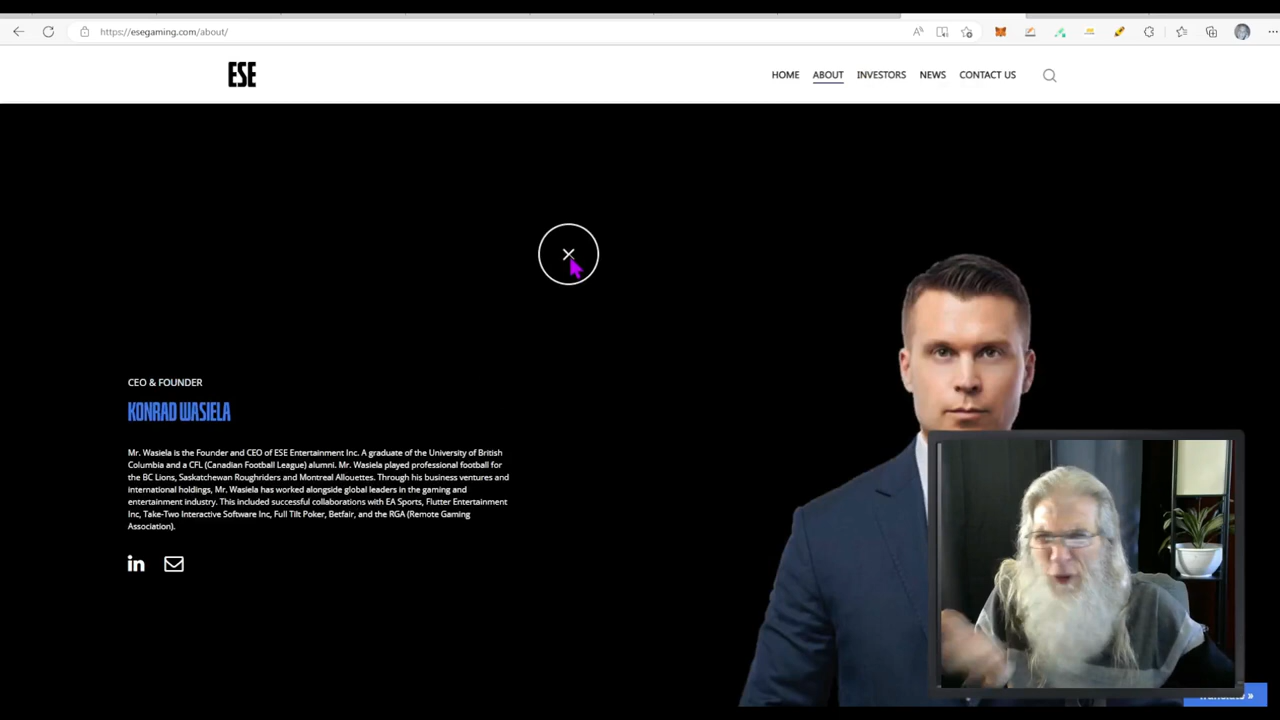 https://esegaming.com/about/
ESE
HOME ABOUT INVESTORS NEWS CONTACT US
CEO & FOUNDER
KONRAD WASIELA
Mr. Wasiela is the Founder and CEO of ESE Entertainment Inc. A graduate of the University of British
Columbia and a CFL (Canadian Football League) alumni. Mr. Wasiela played professional football for
the BC Lions, Saskatchewan Roughriders and Montreal Allouettes. Through his business ventures and
international holdings, Mr. Wasiela has worked alongside global leaders in the gaming and
entertainment industry. This included successful collaborations with EA Sports, Flutter Entertainment
Inc, Take-Two Interactive Software Inc, Full Tilt Poker, Betfair, and the RGA (Remote Gaming
Association).
in